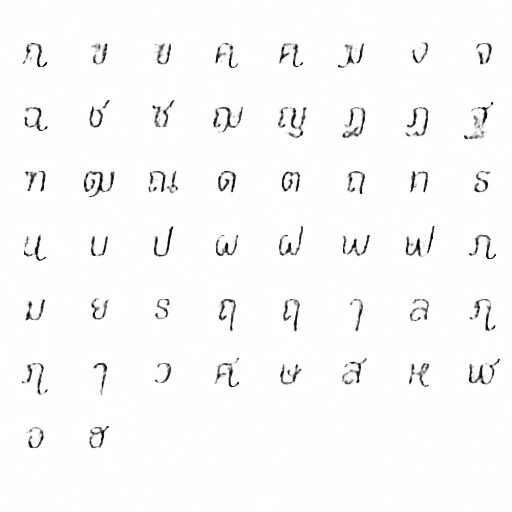 ก ข ฃ ค ฅ ฆ ง จ
ฉ ช ซ ฌ ญ ฎ ฏ ฐ
ฑ ฒ ณ ด ต ถ ท ธ
น บ ป ผ ฝ พ ฟ ภ
ม ย ร ฤ ฤ ๅ ล ฦ
ฦ ๅ ว ศ ษ ส ห ฬ
อ ฮ